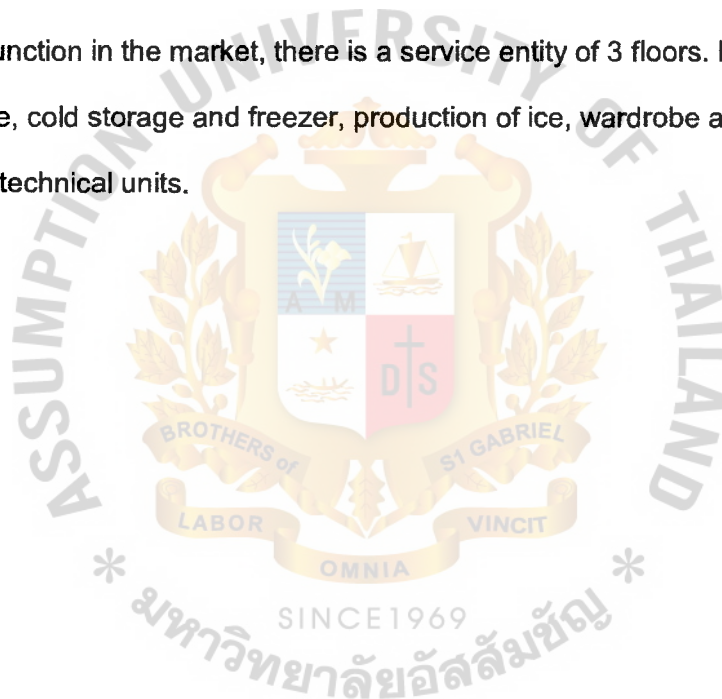 unction in the market, there is a service entity of 3 floors.
e, cold storage and freezer, production of ice, wardrobe a
technical units.
ASSUMPTION UNIVERSITY OF THAILAND
A M
D S
BROTHERS of ST GABRIEL
LABOR OMNIA VINCIT
SINCE1969
* มหาวิทยาลัยอัสสัมชัญ *